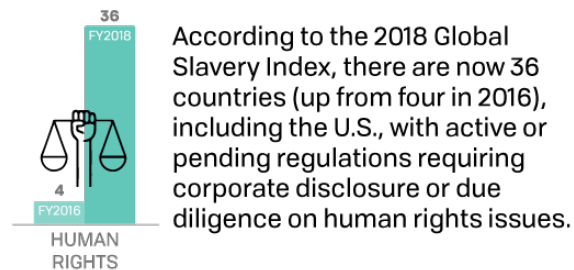 36
FY2018
4
FY2016
HUMAN
RIGHTS
According to the 2018 Global
Slavery Index, there are now 36
countries (up from four in 2016),
including the U.S., with active or
pending regulations requiring
corporate disclosure or due
diligence on human rights issues.